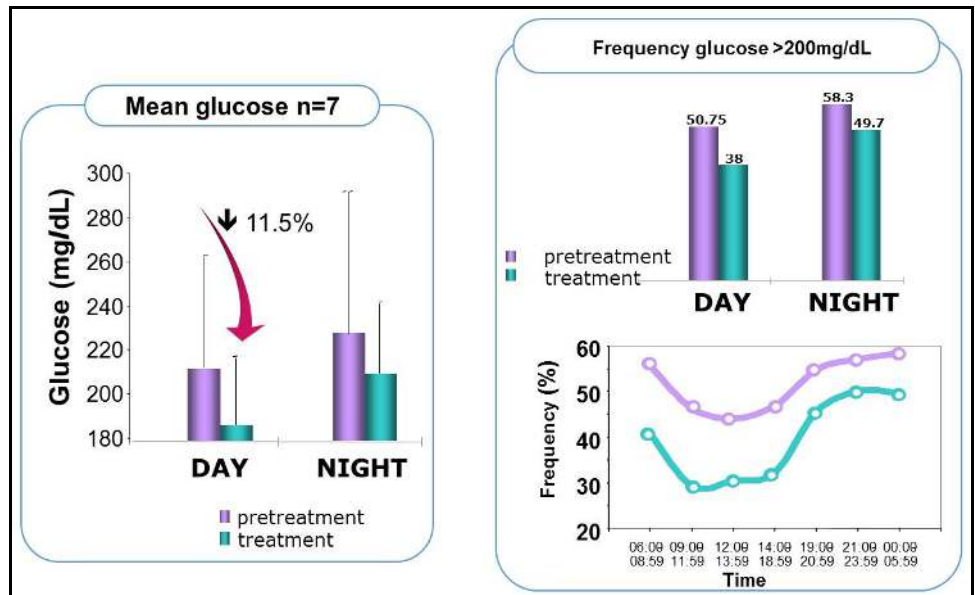 Mean glucose n=7
Glucose (mg/dL)
300
280
260
240
220
200
180
11.5%
DAY
NIGHT
pretreatment
treatment
Frequency glucose >200mg/dL
50.75
38
58.3
49.7
pretreatment
treatment
DAY
NIGHT
Frequency (%)
60
50
40
30
20
06:09 09:09 12:09 14:09 19:09 21:09 00:09
08:59 11:59 13:59 18:59 20:59 23:59 05:59
Time